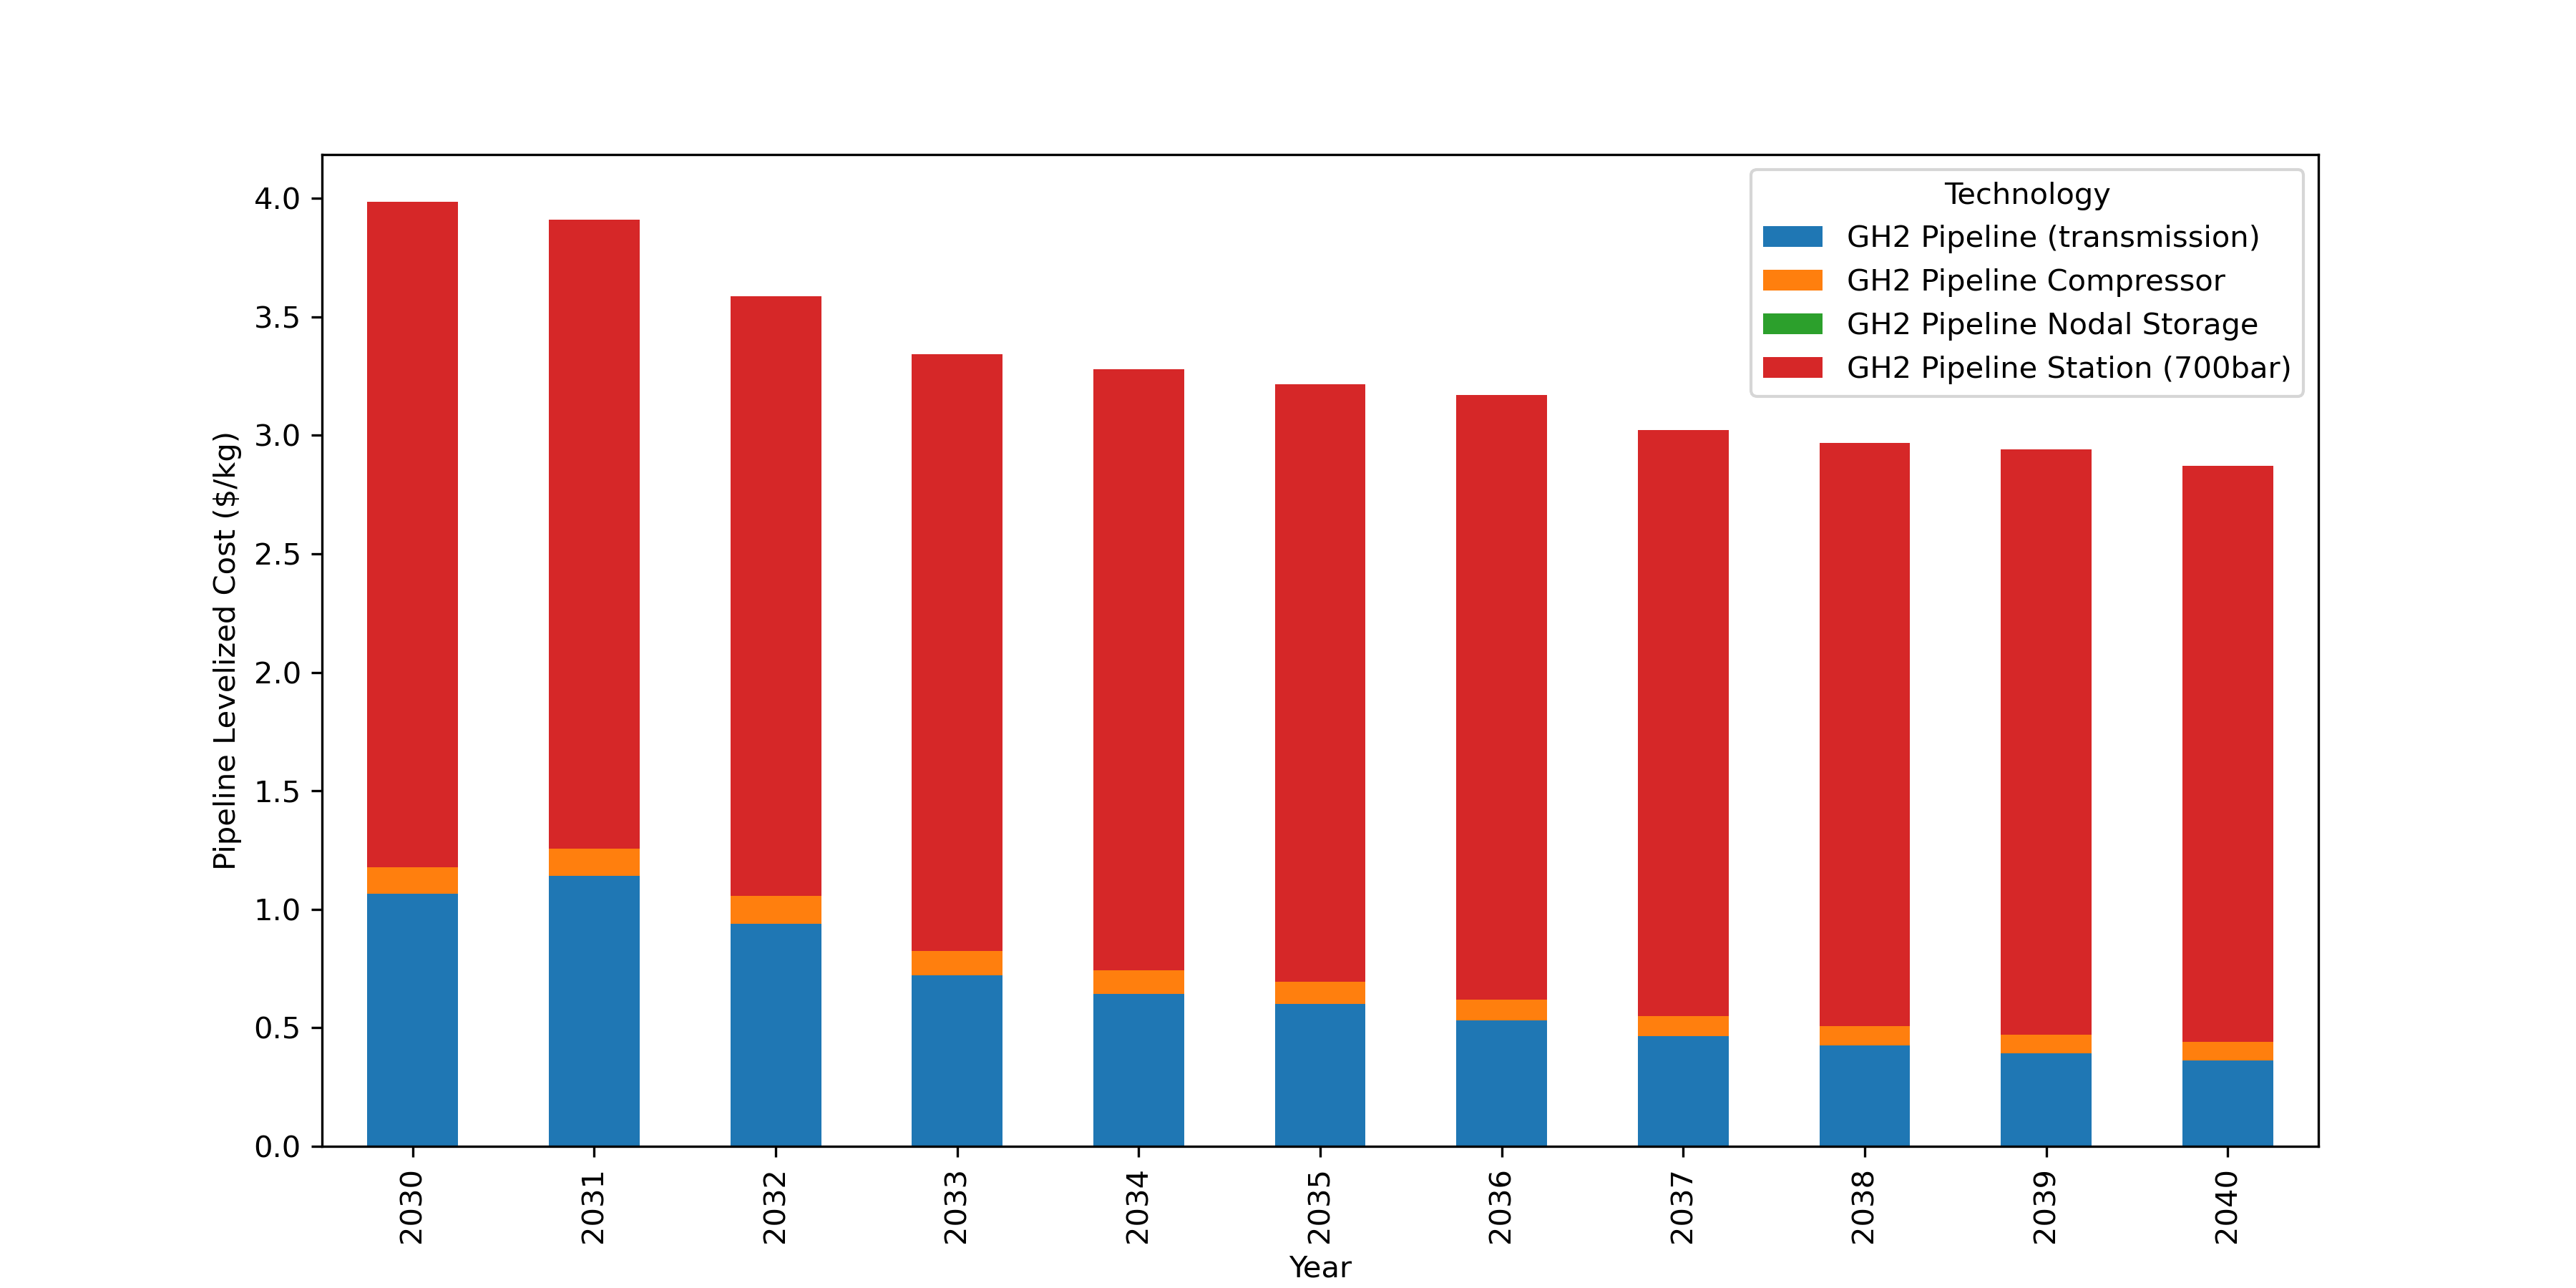 Technology
GH2 Pipeline (transmission)
GH2 Pipeline Compressor
GH2 Pipeline Nodal Storage
GH2 Pipeline Station (700bar)
Pipeline Levelized Cost ($/kg)
4.0
3.5
3.0
2.5
2.0
1.5
1.0
0.5
0.0
2030
2031
2032
2033
2034
2035
2036
2037
2038
2039
2040
Year